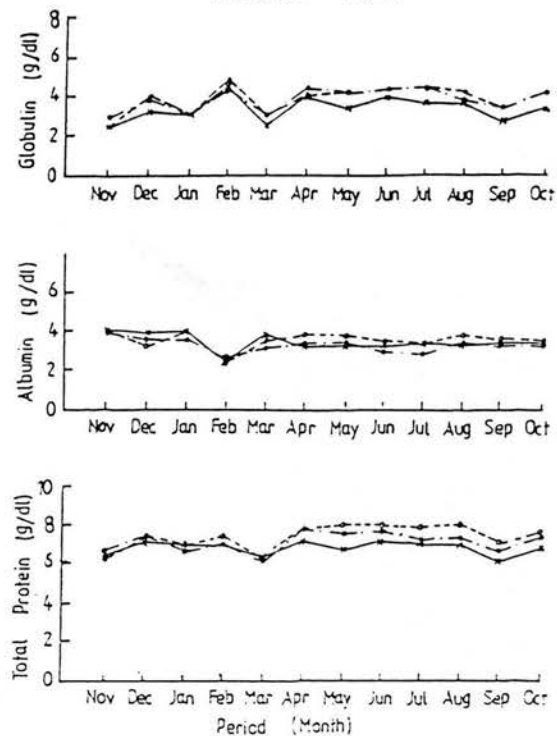 8
6
4
2
0
Globulin (g/dl)
Nov Dec Jan Feb Mar Apr May Jun Jul Aug Sep Oct
6
4
2
0
Albumin (g/dl)
Nov Dec Jan Feb Mar Apr May Jun Jul Aug Sep Oct
10
8
6
4
2
0
Total Protein (g/dl)
Nov Dec Jan Feb Mar Apr May Jun Jul Aug Sep Oct
Period (Month)